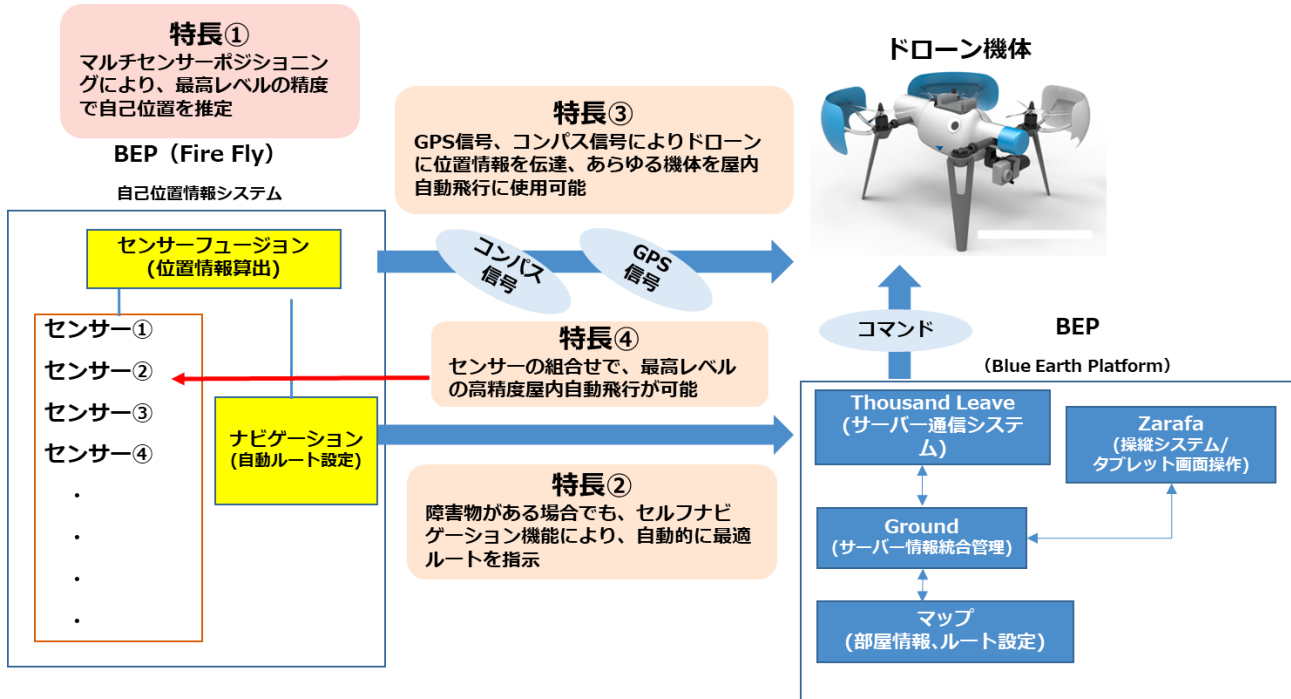 特長①
マルチセンサーポジショニン
グにより、最高レベルの精度
で自己位置を推定
BEP（Fire Fly）
自己位置情報システム
センサーフュージョン
(位置情報算出)
センサー①
センサー②
センサー③
センサー④
・
・
・
・
ナビゲーション
(自動ルート設定)
特長③
GPS信号、コンパス信号によりドローン
に位置情報を伝達、あらゆる機体を屋内
自動飛行に使用可能
コンパス
信号
GPS
信号
特長④
センサーの組合せで、最高レベル
の高精度屋内自動飛行が可能
特長②
障害物がある場合でも、セルフナビ
ゲーション機能により、自動的に最適
ルートを指示
ドローン機体
コマンド
BEP
（Blue Earth Platform）
Thousand Leave
(サーバー通信システ
ム)
Zarafa
(操縦システム/
タブレット画面操作)
Ground
(サーバー情報統合管理)
マップ
(部屋情報、ルート設定)